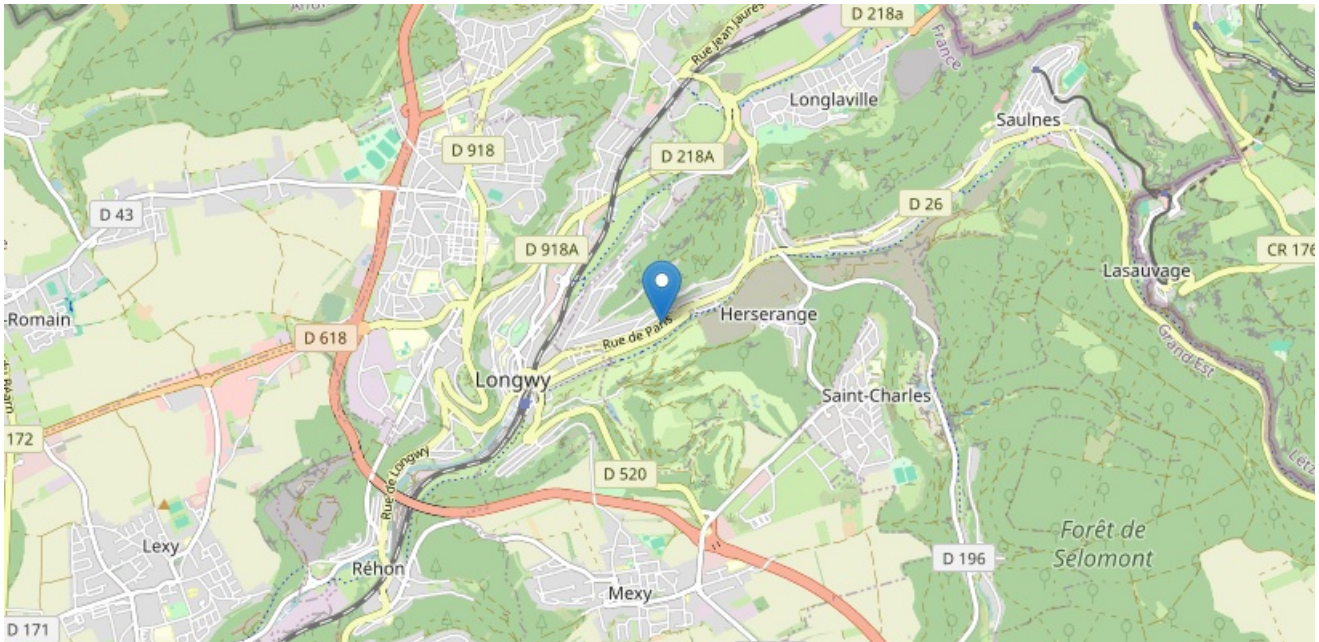 D 218a
Rue Jean Jaurès
France
Longlaville
Saulnes
D 918
D 218A
D 43
D 26
D 918A
CR 176
Lasauvage
-Romain
Herserange
Rue de Paris
D 618
Grand Est
Longwy
Saint-Charles
172
Rue de Longwy
D 520
Lëtz
Forêt de
Selomont
Lexy
Réhon
D 196
Mexy
D 171